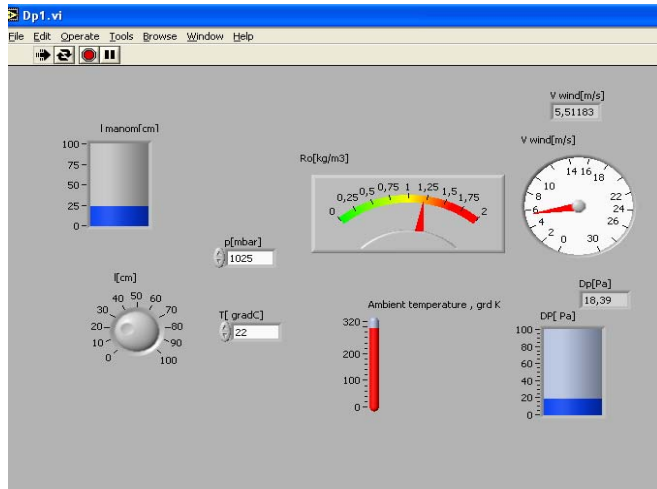 Dp1.vi
File Edit Operate Tools Browse Window Help
V wind[m/s]
5,51183
l manom[cm]
100
75
50
25
0
Ro[kg/m3]
0 0,25 0,5 0,75 1 1,25 1,5 1,75 2
V wind[m/s]
0 2 4 6 8 10 14 16 18 22 24 26 30
p[mbar]
1025
l[cm]
0 10 20 30 40 50 60 70 80 90 100
T[ gradC]
22
Ambient temperature , grd K
320
200
100
0
Dp[Pa]
18,39
DP[ Pa]
100
80
60
40
20
0